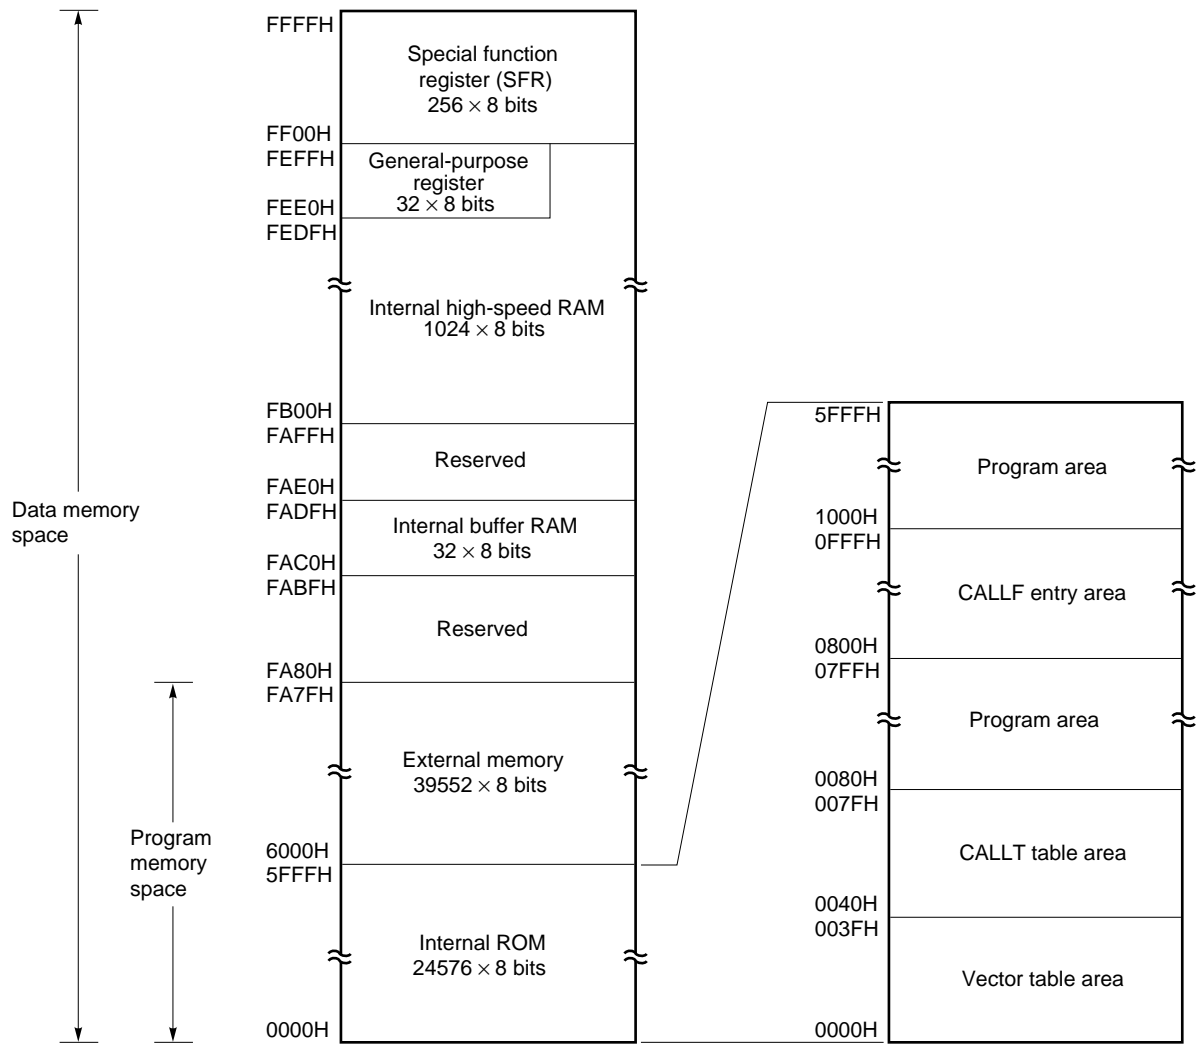 FFFFH
Special function
register (SFR)
256 × 8 bits
FF00H
FEFFH
General-purpose
register
32 × 8 bits
FEE0H
FEDFH
Internal high-speed RAM
1024 × 8 bits
FB00H
FAFFH
Reserved
FAE0H
FADFH
Internal buffer RAM
32 × 8 bits
FAC0H
FABFH
Reserved
FA80H
FA7FH
External memory
39552 × 8 bits
6000H
5FFFH
Internal ROM
24576 × 8 bits
0000H
Data memory
space
Program
memory
space
5FFFH
Program area
1000H
0FFFH
CALLF entry area
0800H
07FFH
Program area
0080H
007FH
CALLT table area
0040H
003FH
Vector table area
0000H